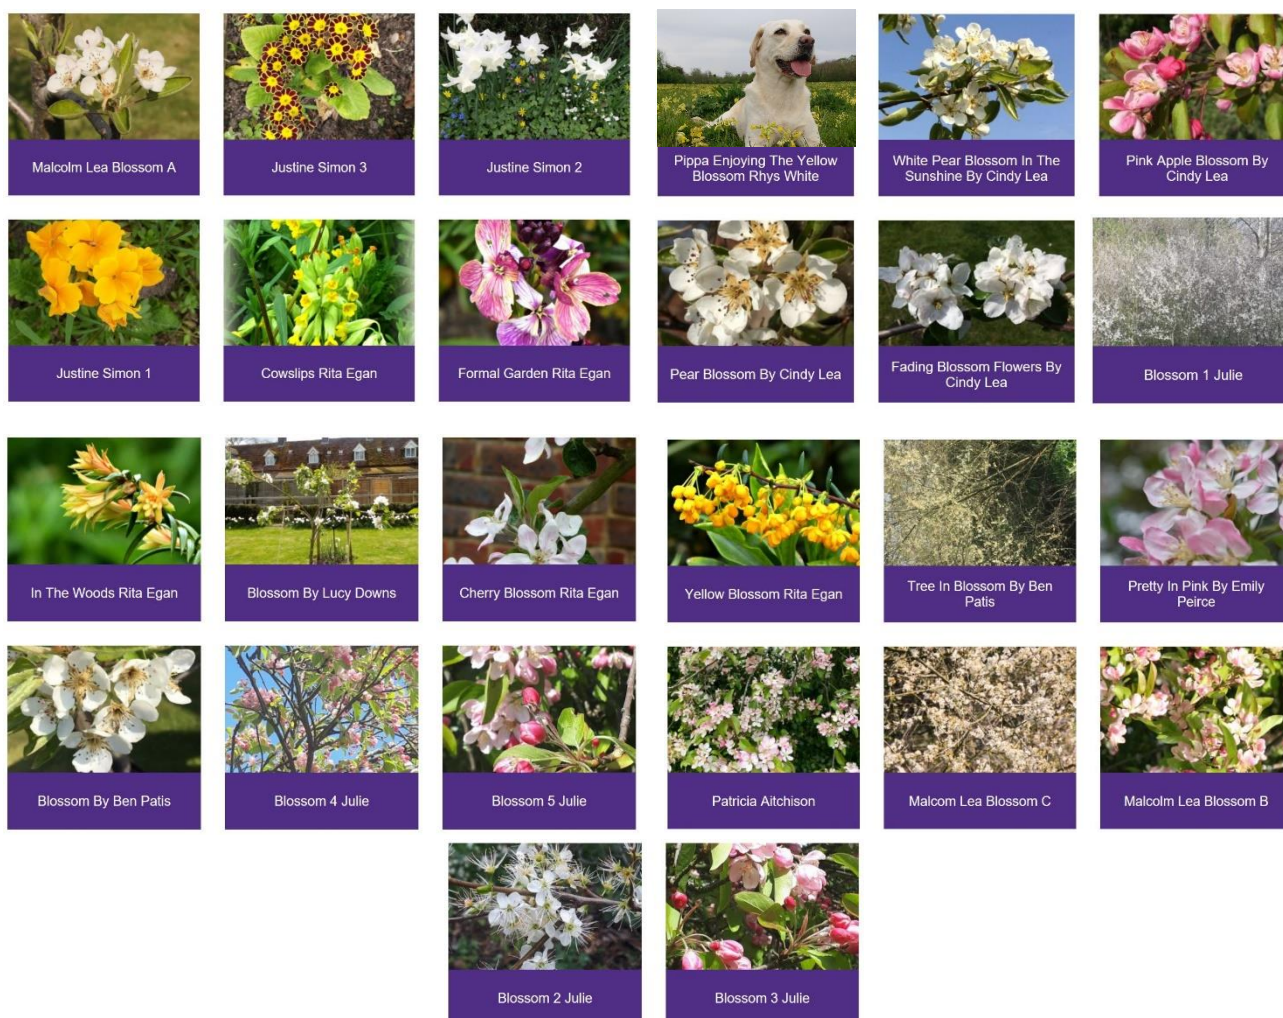 Malcolm Lea Blossom A
Justine Simon 3
Justine Simon 2
Pippa Enjoying The Yellow
Blossom Rhys White
White Pear Blossom In The
Sunshine By Cindy Lea
Pink Apple Blossom By
Cindy Lea
Justine Simon 1
Cowslips Rita Egan
Formal Garden Rita Egan
Pear Blossom By Cindy Lea
Fading Blossom Flowers By
Cindy Lea
Blossom 1 Julie
In The Woods Rita Egan
Blossom By Lucy Downs
Cherry Blossom Rita Egan
Yellow Blossom Rita Egan
Tree In Blossom By Ben
Patis
Pretty In Pink By Emily
Peirce
Blossom By Ben Patis
Blossom 4 Julie
Blossom 5 Julie
Patricia Aitchison
Malcom Lea Blossom C
Malcolm Lea Blossom B
Blossom 2 Julie
Blossom 3 Julie